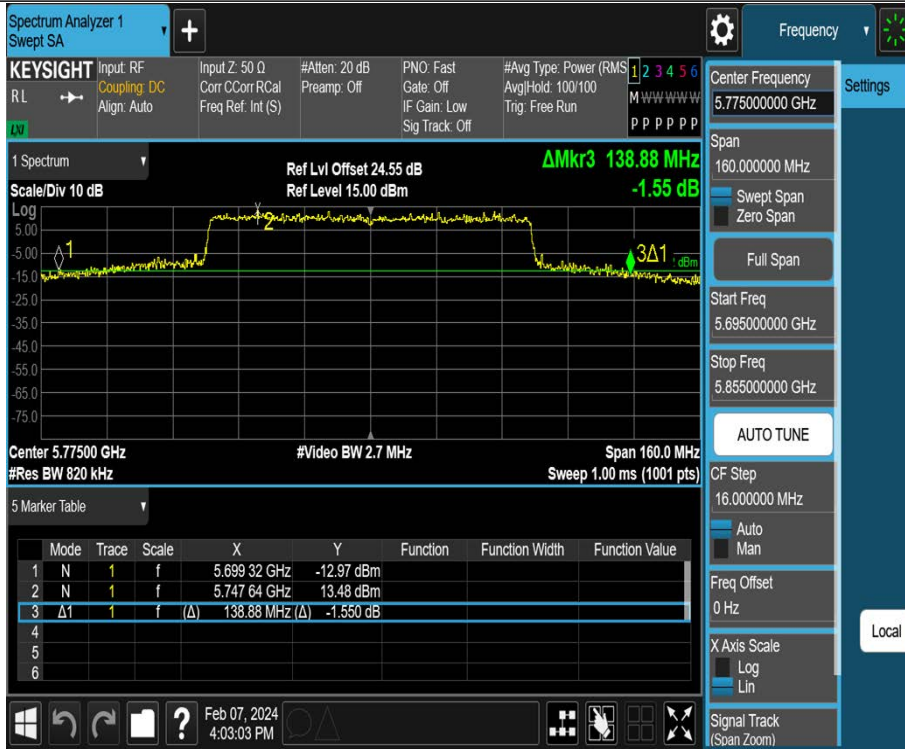 Spectrum Analyzer 1
Swept SA
+
Frequency
KEYSIGHT
RL
LXI
Input: RF
Coupling: DC
Align: Auto
Input Z: 50 Ω
Corr CCorr RCal
Freq Ref: Int (S)
#Atten: 20 dB
Preamp: Off
PNO: Fast
Gate: Off
IF Gain: Low
Sig Track: Off
#Avg Type: Power (RMS
Avg|Hold: 100/100
Trig: Free Run
1 2 3 4 5 6
M W W W W W
P P P P P P
1 Spectrum
Scale/Div 10 dB
Ref Lvl Offset 24.55 dB
Ref Level 15.00 dBm
ΔMkr3 138.88 MHz
-1.55 dB
Log
5.00
-5.00
-15.0
-25.0
-35.0
-45.0
-55.0
-65.0
-75.0
1
2
3Δ1
dBm
Center 5.77500 GHz
#Res BW 820 kHz
#Video BW 2.7 MHz
Span 160.0 MHz
Sweep 1.00 ms (1001 pts)
5 Marker Table
Mode Trace Scale X Y Function Function Width Function Value
1 N 1 f 5.699 32 GHz -12.97 dBm
2 N 1 f 5.747 64 GHz 13.48 dBm
3 Δ1 1 f (Δ) 138.88 MHz (Δ) -1.550 dB
4
5
6
?
Feb 07, 2024
4:03:03 PM
Center Frequency
5.775000000 GHz
Span
160.000000 MHz
Swept Span
Zero Span
Full Span
Start Freq
5.695000000 GHz
Stop Freq
5.855000000 GHz
AUTO TUNE
CF Step
16.000000 MHz
Auto
Man
Freq Offset
0 Hz
X Axis Scale
Log
Lin
Signal Track
(Span Zoom)
Settings
Local